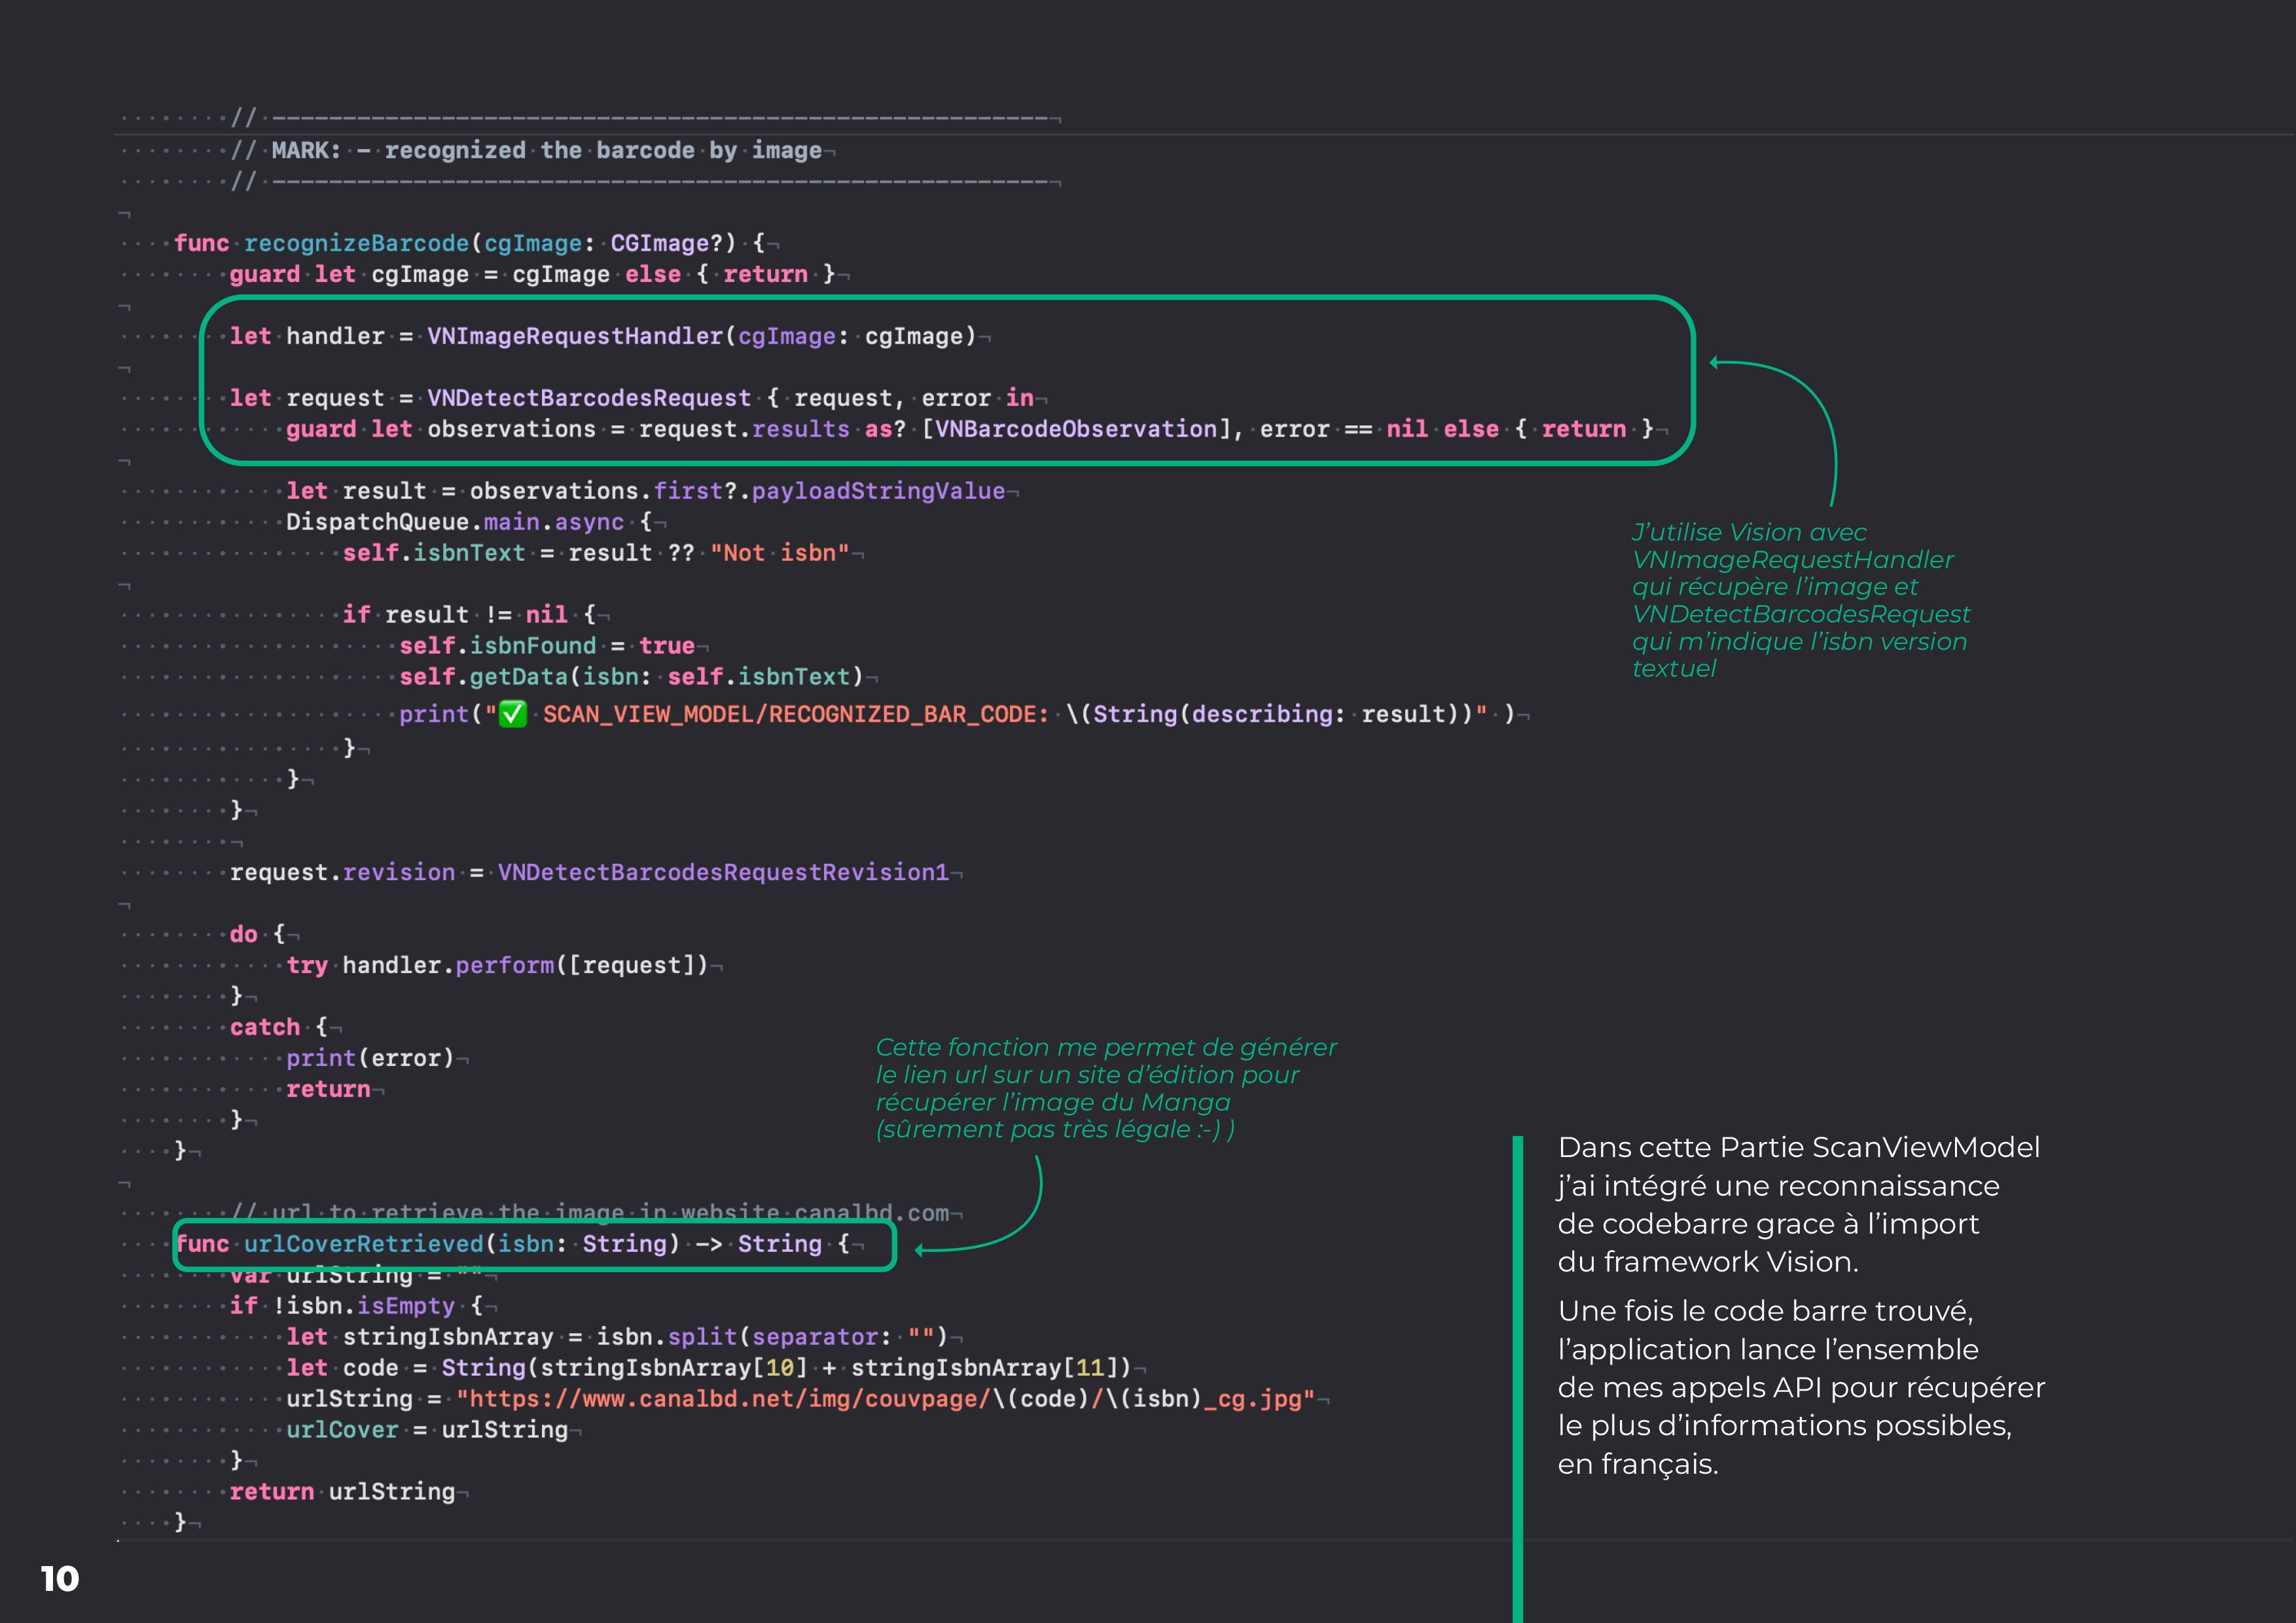 // -------------------------------------------------------
// MARK: - recognized the barcode by image
// -------------------------------------------------------
func recognizeBarcode(cgImage: CGImage?) {
guard let cgImage = cgImage else { return }
let handler = VNImageRequestHandler(cgImage: cgImage)
let request = VNDetectBarcodesRequest { request, error in
guard let observations = request.results as? [VNBarcodeObservation], error == nil else { return }
let result = observations.first?.payloadStringValue
DispatchQueue.main.async {
self.isbnText = result ?? "Not isbn"
if result != nil {
self.isbnFound = true
self.getData(isbn: self.isbnText)
print("✅ SCAN_VIEW_MODEL/RECOGNIZED_BAR_CODE: \(String(describing: result))" )
}
}
}
request.revision = VNDetectBarcodesRequestRevision1
do {
try handler.perform([request])
}
catch {
print(error)
return
}
}
// url to retrieve the image in website canalbd.com
func urlCoverRetrieved(isbn: String) -> String {
var urlString = ""
if !isbn.isEmpty {
let stringIsbnArray = isbn.split(separator: "")
let code = String(stringIsbnArray[10] + stringIsbnArray[11])
urlString = "https://www.canalbd.net/img/couvpage/\(code)/\(isbn)_cg.jpg"
urlCover = urlString
}
return urlString
}
J'utilise Vision avec
VNImageRequestHandler
qui récupère l'image et
VNDetectBarcodesRequest
qui m'indique l'isbn version
textuel
Cette fonction me permet de générer
le lien url sur un site d'édition pour
récupérer l'image du Manga
(sûrement pas très légale :-) )
Dans cette Partie ScanViewModel
j'ai intégré une reconnaissance
de codebarre grace à l'import
du framework Vision.
Une fois le code barre trouvé,
l'application lance l'ensemble
de mes appels API pour récupérer
le plus d'informations possibles,
en français.
10